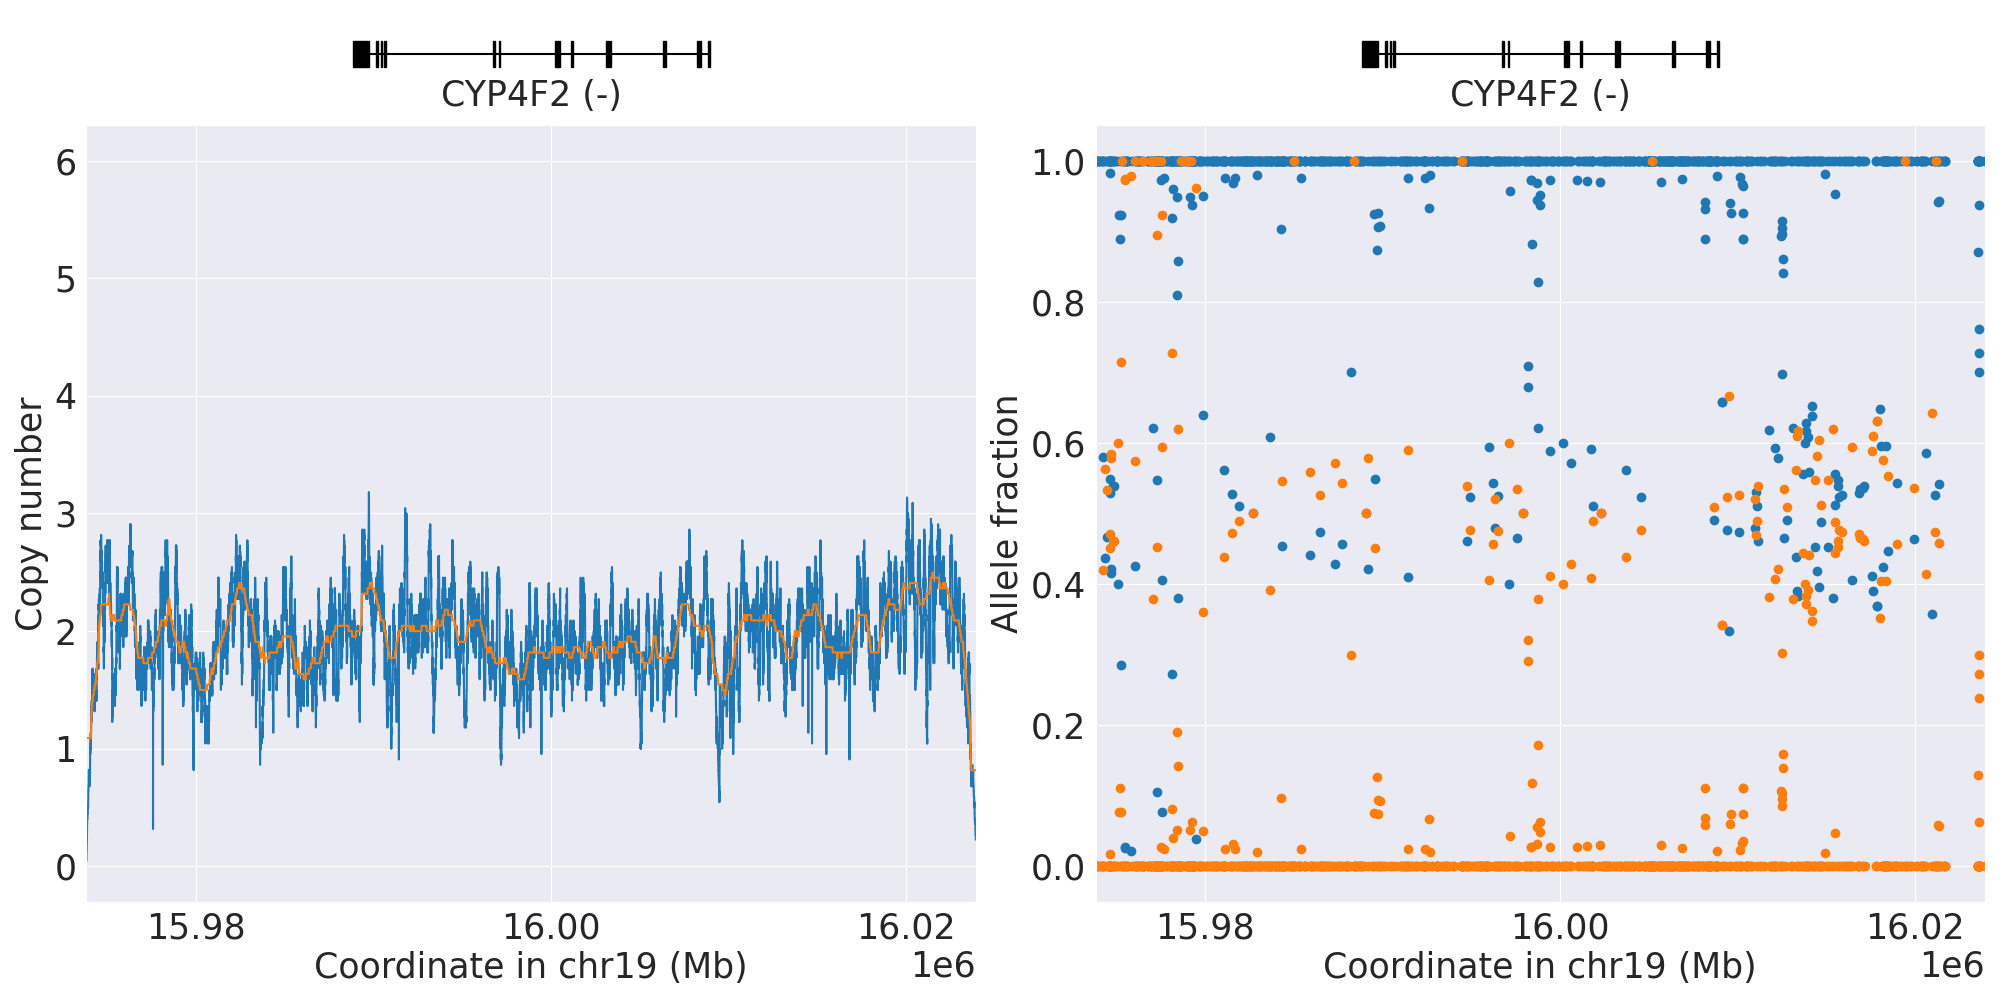 CYP4F2 (-)
Copy number
6
5
4
3
2
1
0
15.98
16.00
16.02
Coordinate in chr19 (Mb)
1e6
CYP4F2 (-)
Allele fraction
1.0
0.8
0.6
0.4
0.2
0.0
15.98
16.00
16.02
Coordinate in chr19 (Mb)
1e6